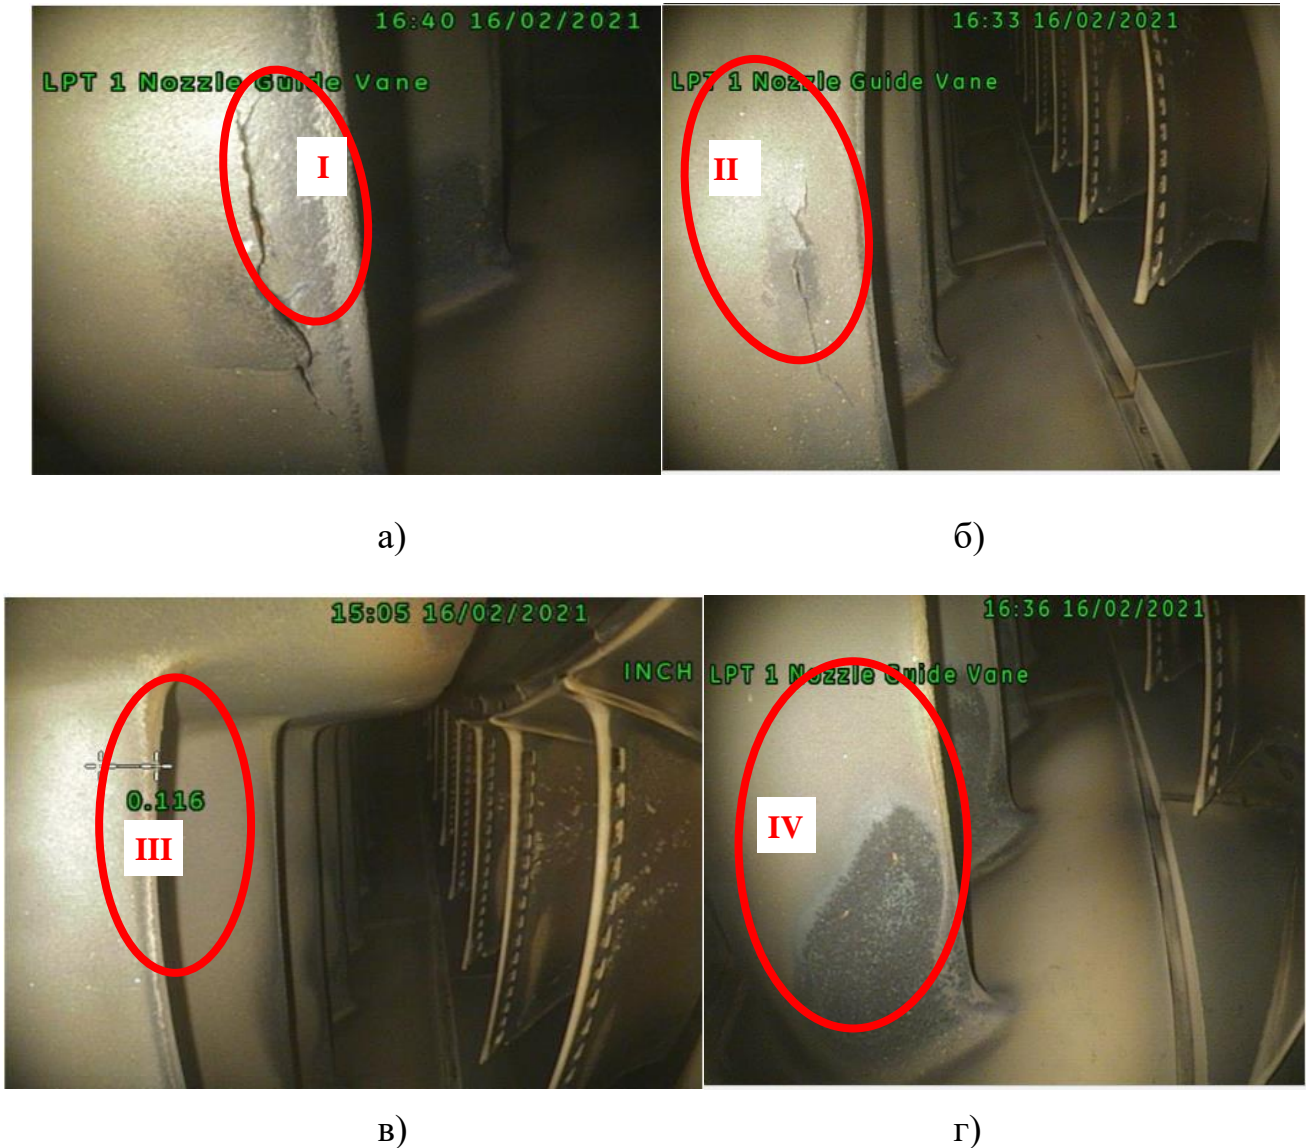 16:40 16/02/2021
LPT 1 Nozzle Guide Vane
I
16:33 16/02/2021
LPT 1 Nozzle Guide Vane
II
а)
б)
15:05 16/02/2021
INCH
0.116
III
16:36 16/02/2021
LPT 1 Nozzle Guide Vane
IV
в)
г)